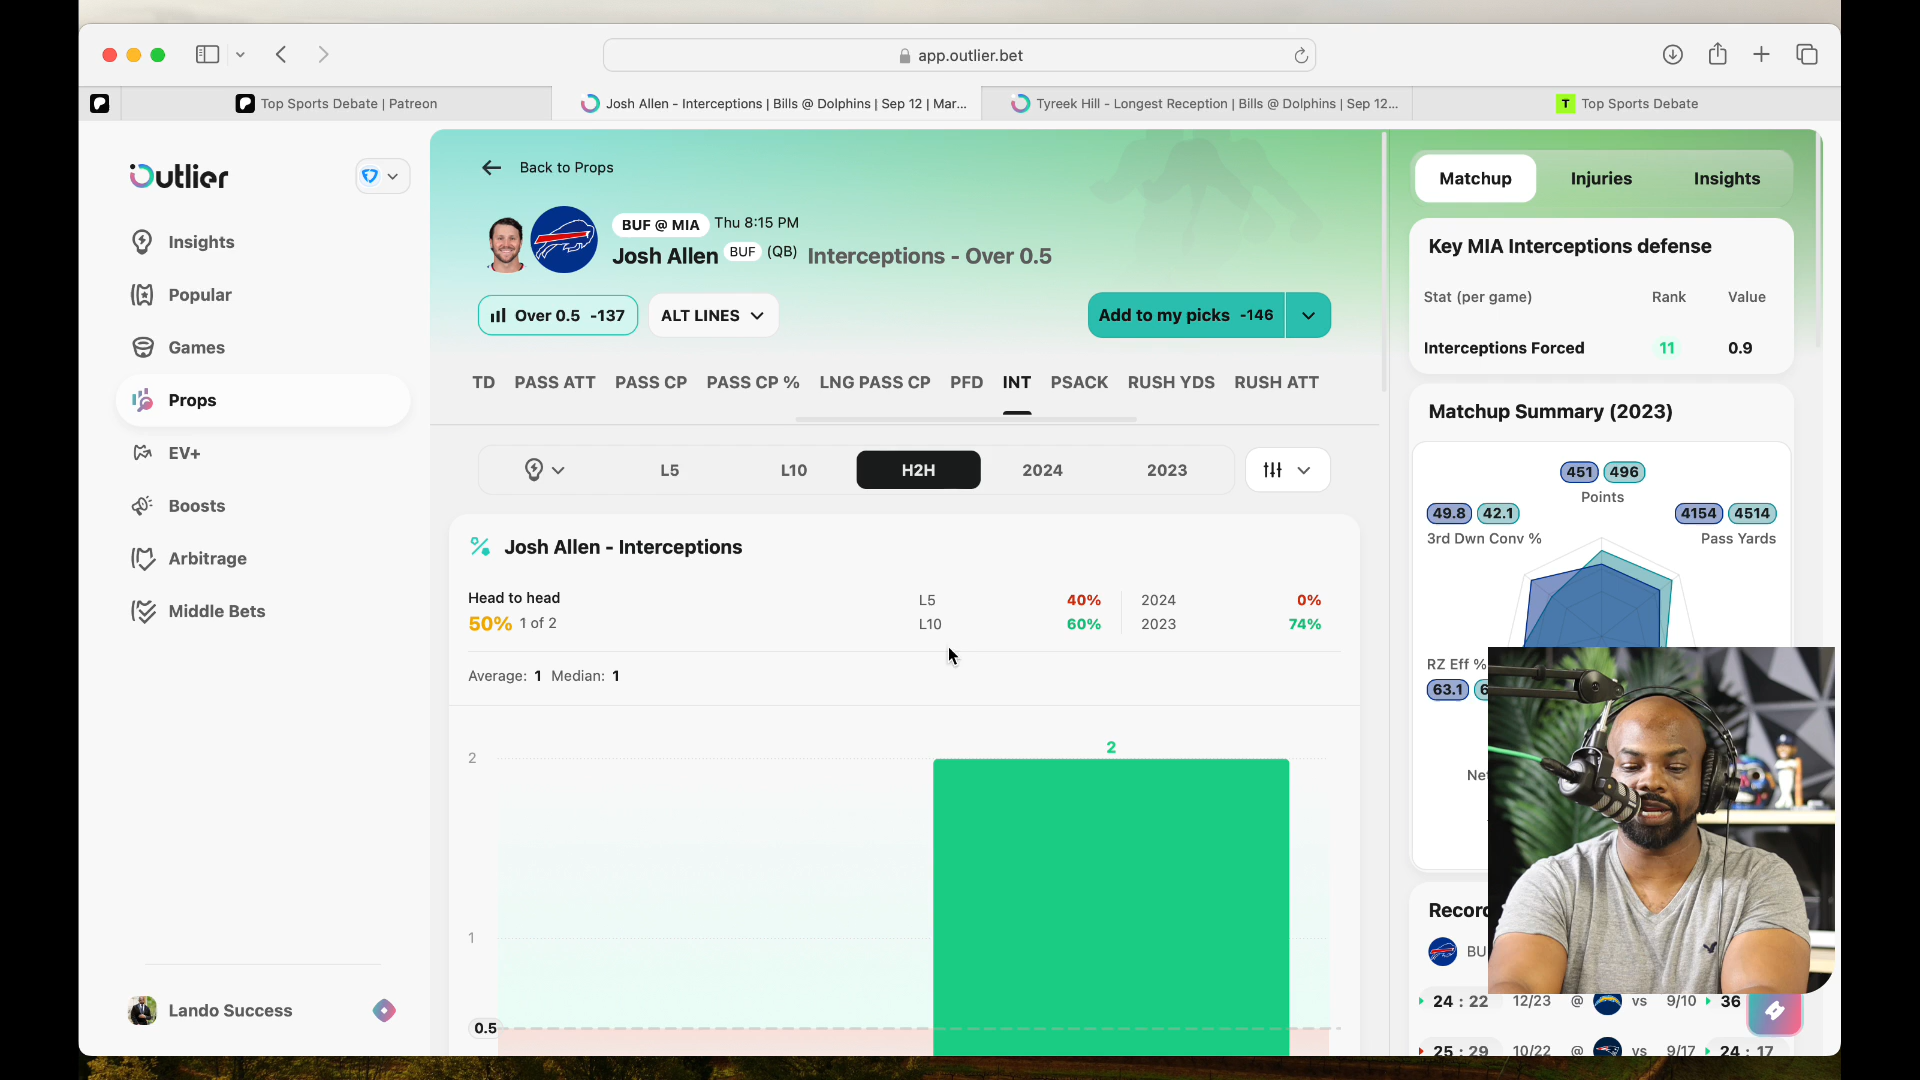 app.outlier.bet
Top Sports Debate | Patreon
Josh Allen - Interceptions | Bills @ Dolphins | Sep 12 | Mar...
Tyreek Hill - Longest Reception | Bills @ Dolphins | Sep 12...
T Top Sports Debate
Outlier
Insights
Popular
Games
Props
EV+
Boosts
Arbitrage
Middle Bets
Lando Success
Back to Props
BUF @ MIA Thu 8:15 PM
Josh Allen BUF (QB) Interceptions - Over 0.5
Over 0.5 -137 ALT LINES Add to my picks -146
TD PASS ATT PASS CP PASS CP % LNG PASS CP PFD INT PSACK RUSH YDS RUSH ATT
L5 L10 H2H 2024 2023
Josh Allen - Interceptions
Head to head
50% 1 of 2
L5 40% 2024 0%
L10 60% 2023 74%
Average: 1 Median: 1
2
2
1
0.5
Matchup Injuries Insights
Key MIA Interceptions defense
Stat (per game) Rank Value
Interceptions Forced 11 0.9
Matchup Summary (2023)
451 496
Points
49.8 42.1
3rd Dwn Conv %
4154 4514
Pass Yards
RZ Eff %
63.1
24 : 22 12/23 @ vs 9/10 36
25 : 29 10/22 @ vs 9/17 24 : 17